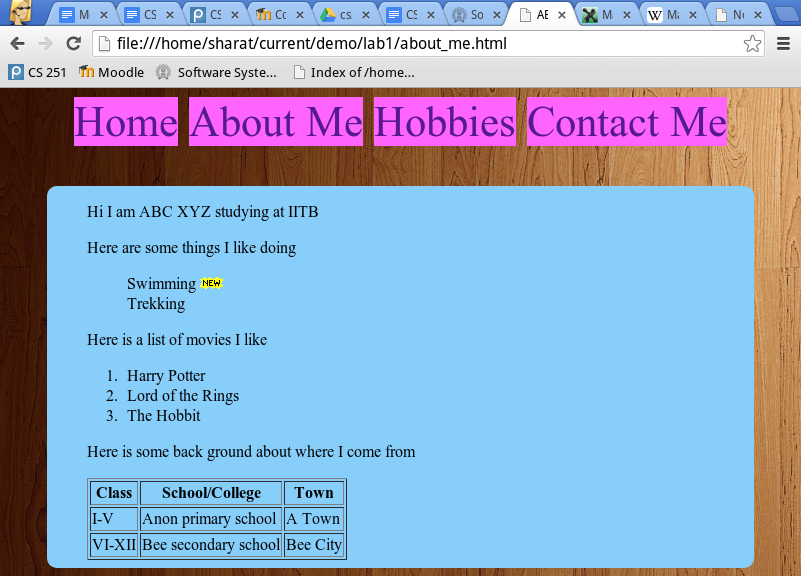 M
CS
CS
Co
cs
CS
So
AB
M
Ma
Ne
file:///home/sharat/current/demo/lab1/about_me.html
CS 251 Moodle Software Syste... Index of /home...
Home About Me Hobbies Contact Me
Hi I am ABC XYZ studying at IITB
Here are some things I like doing
Swimming NEW
Trekking
Here is a list of movies I like
1. Harry Potter
2. Lord of the Rings
3. The Hobbit
Here is some back ground about where I come from
Class School/College Town
I-V Anon primary school A Town
VI-XII Bee secondary school Bee City